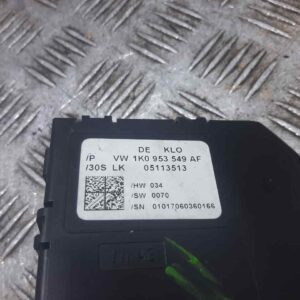 DE KLO
/P VW 1K0 953 549 AF
/30S LK 05113513
/HW 034
/SW 0070
/SN 01017060360166